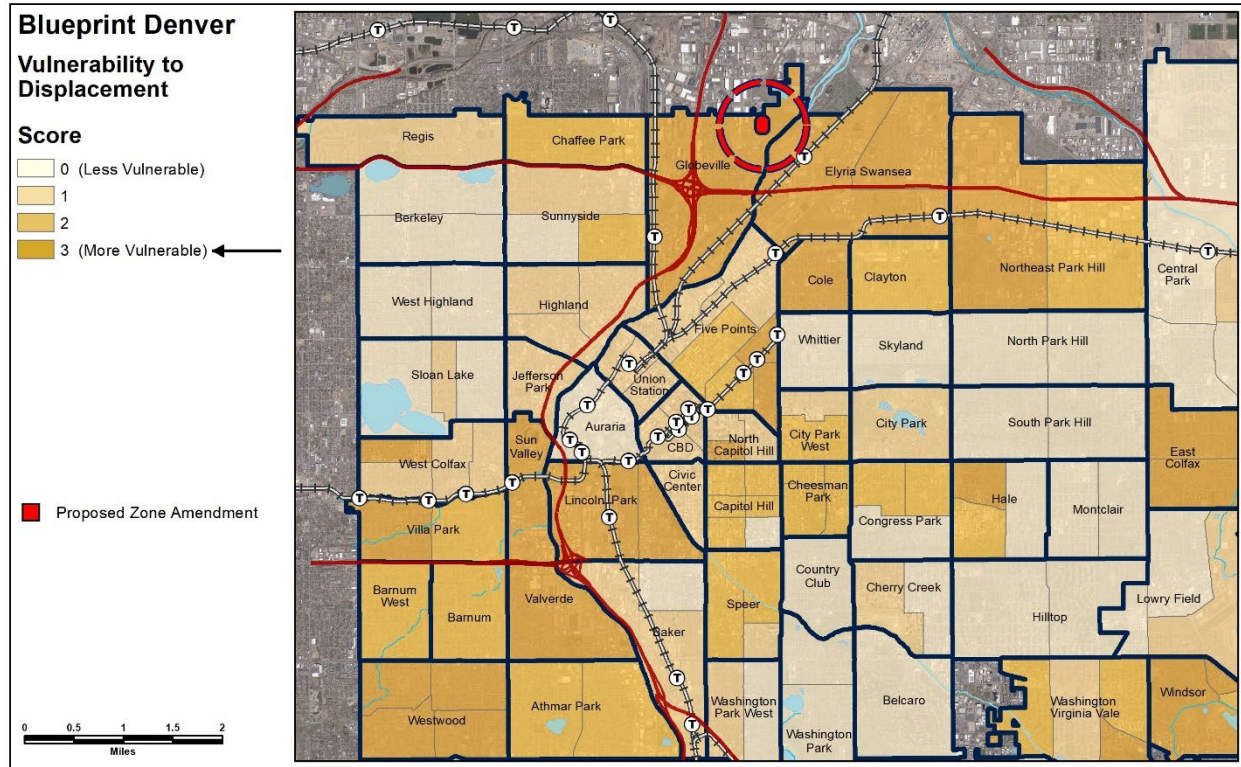 Blueprint Denver
Vulnerability to
Displacement
Score
0 (Less Vulnerable)
1
2
3 (More Vulnerable)
Proposed Zone Amendment
0 0.5 1 1.5 2
Miles
T
T
T
Regis
Chaffee Park
Globeville
T
Elyria Swansea
Berkeley
Sunnyside
T
T
T
T
Cole
Clayton
Northeast Park Hill
Central
Park
West Highland
Highland
Five Points
T
Whittier
Skyland
North Park Hill
Sloan Lake
Jefferson
Park
T
Union
Station
T
T
T
Auraria
T
T
T
T
T
T
T
T
T
CBD
North
Capitol Hill
City Park
West
City Park
South Park Hill
East
Colfax
West Colfax
Sun
Valley
T
T
T
T
T
Civic
Center
Lincoln Park
T
Capitol Hill
Cheesman
Park
Congress Park
Hale
Montclair
Villa Park
Barnum
West
Barnum
Valverde
Baker
Speer
Country
Club
Cherry Creek
Hilltop
Lowry Field
T
Westwood
Athmar Park
T
Washington
Park West
Washington
Park
Belcaro
Washington
Virginia Vale
Windsor